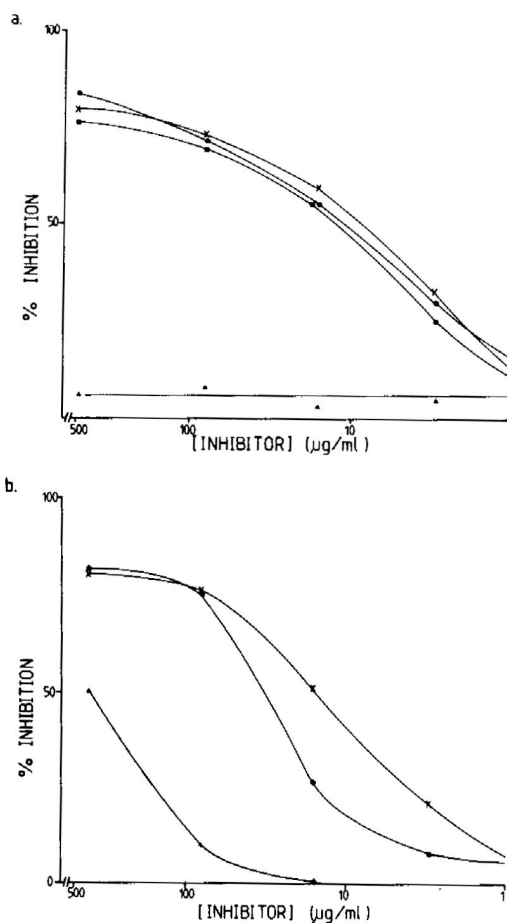 a.
100
50
% INHIBITION
500
100
10
[INHIBITOR] (µg/ml)
b.
100
50
0
% INHIBITION
500
100
10
1
[INHIBITOR] (µg/ml)